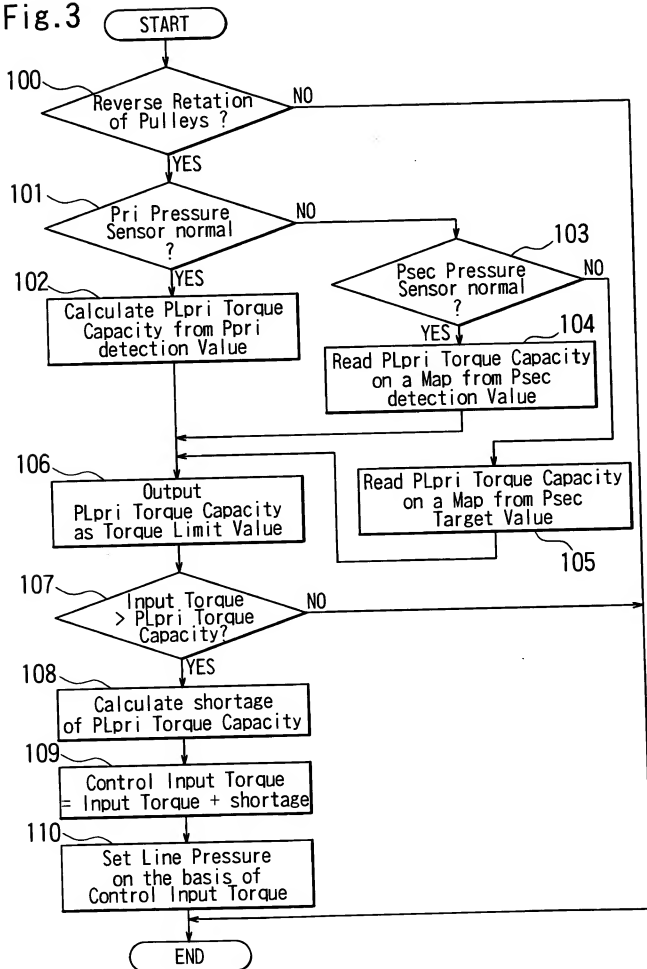 Fig.3
START
100
Reverse Retation
of Pulleys ?
NO
YES
101
Pri Pressure
Sensor normal
?
NO
YES
103
Psec Pressure
Sensor normal
?
NO
YES
102
Calculate PLpri Torque
Capacity from Ppri
detection Value
104
Read PLpri Torque Capacity
on a Map from Psec
detection Value
106
Output
PLpri Torque Capacity
as Torque Limit Value
Read PLpri Torque Capacity
on a Map from Psec
Target Value
105
107
Input Torque
> PLpri Torque
Capacity?
NO
YES
108
Calculate shortage
of PLpri Torque Capacity
109
Control Input Torque
= Input Torque + shortage
110
Set Line Pressure
on the basis of
Control Input Torque
END